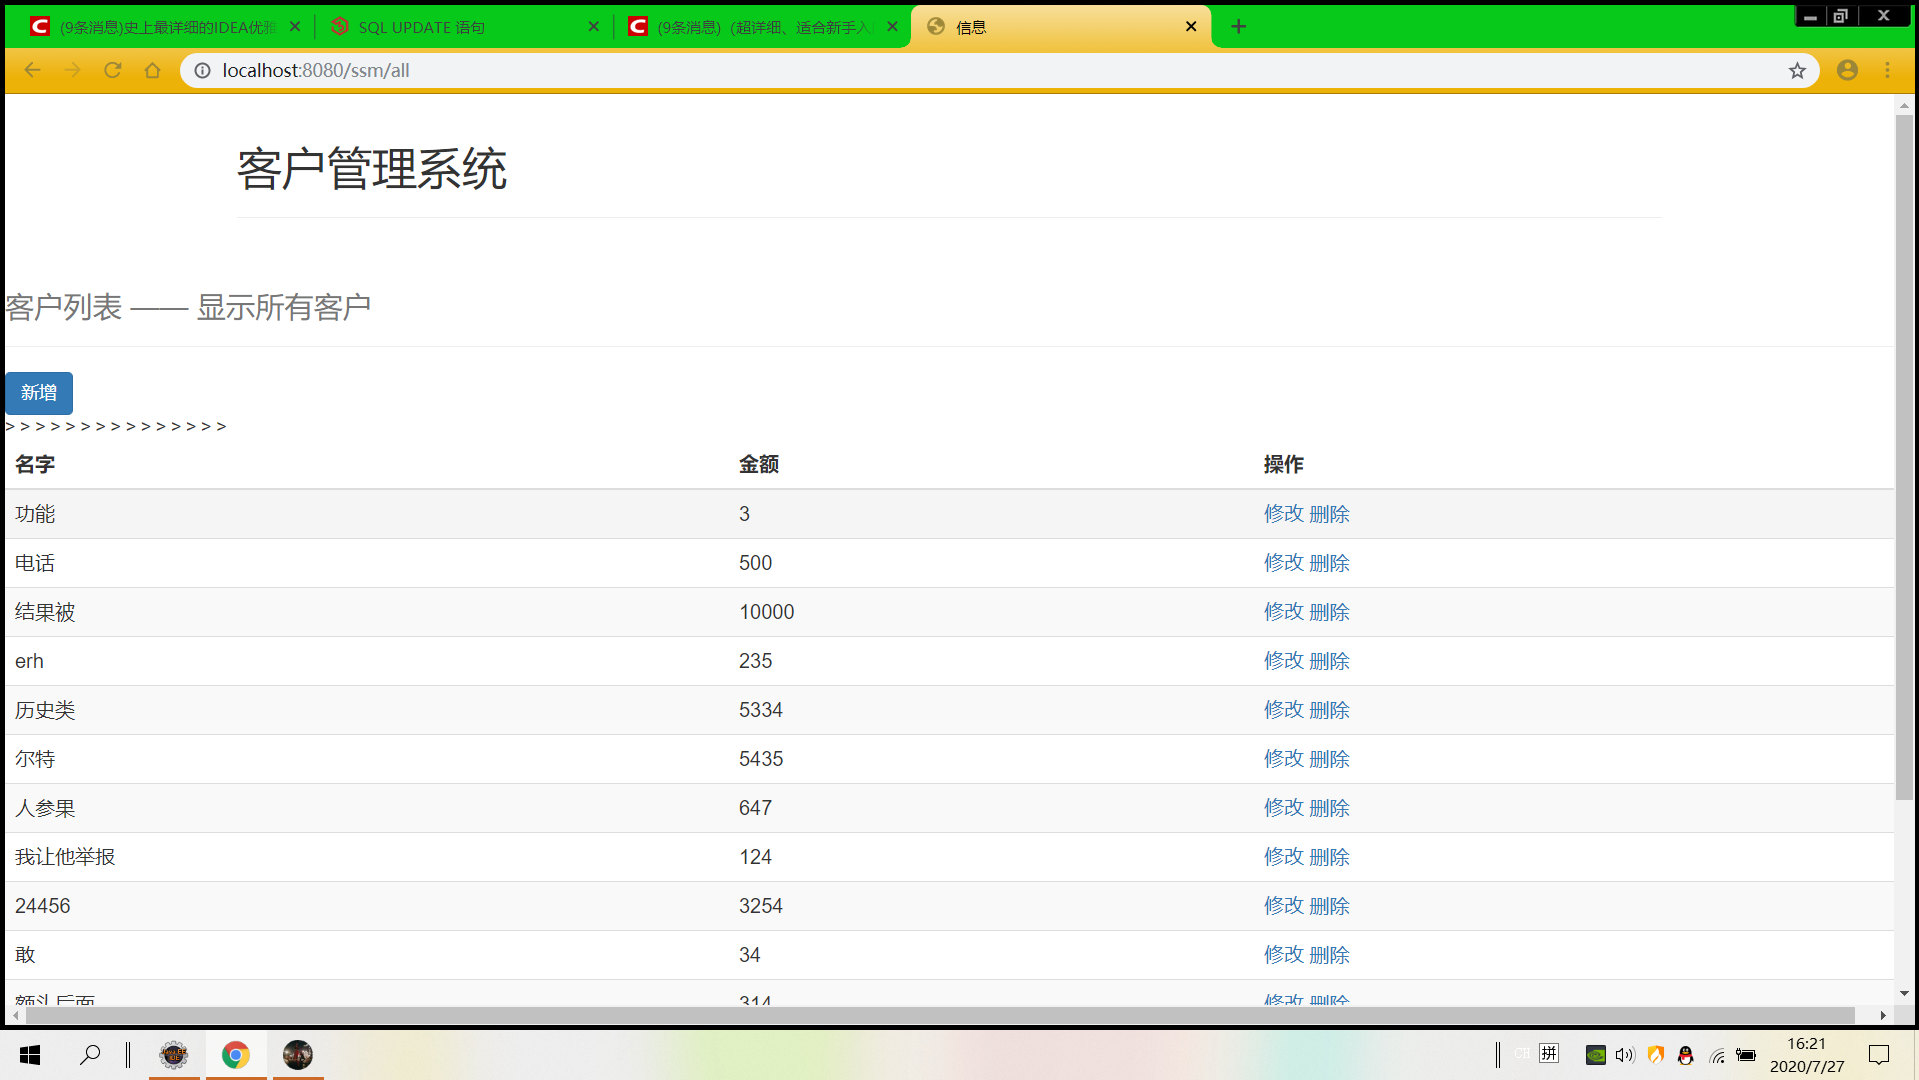 (9条消息)史上最详细的IDEA优雅
SQL UPDATE 语句
(9条消息)（超详细、适合新手入
信息
localhost:8080/ssm/all
客户管理系统
客户列表 —— 显示所有客户
新增
> > > > > > > > > > > > > > >
名字 金额 操作
功能 3 修改 删除
电话 500 修改 删除
结果被 10000 修改 删除
erh 235 修改 删除
历史类 5334 修改 删除
尔特 5435 修改 删除
人参果 647 修改 删除
我让他举报 124 修改 删除
24456 3254 修改 删除
敢 34 修改 删除
额头后面 314 修改 删除
CH 拼
16:21
2020/7/27